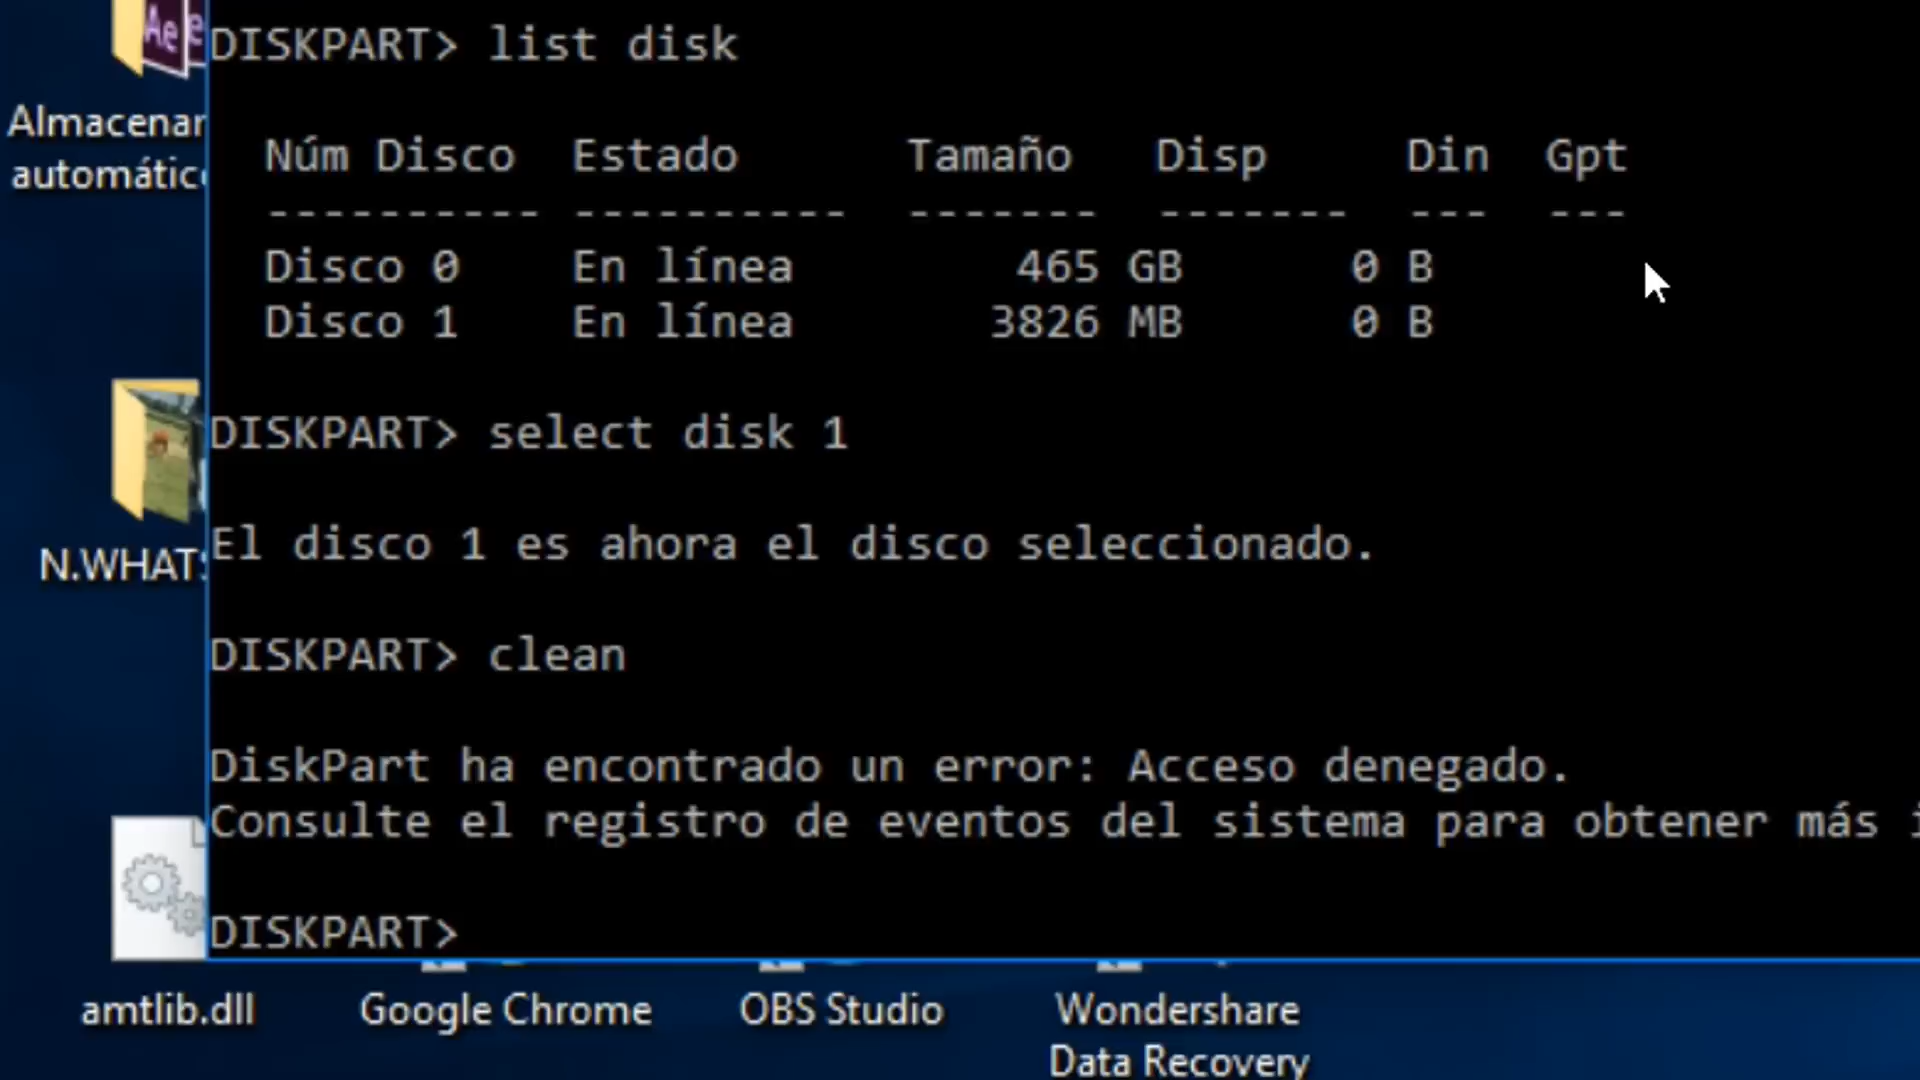 Ae
DISKPART> list disk
Almacenar
automátic
Núm Disco Estado Tamaño Disp Din Gpt
---------- ---------- ------- ------- --- ---
Disco 0 En línea 465 GB 0 B
Disco 1 En línea 3826 MB 0 B
DISKPART> select disk 1
El disco 1 es ahora el disco seleccionado.
N.WHATS
DISKPART> clean
DiskPart ha encontrado un error: Acceso denegado.
Consulte el registro de eventos del sistema para obtener más i
DISKPART>
amtlib.dll
Google Chrome
OBS Studio
Wondershare
Data Recovery